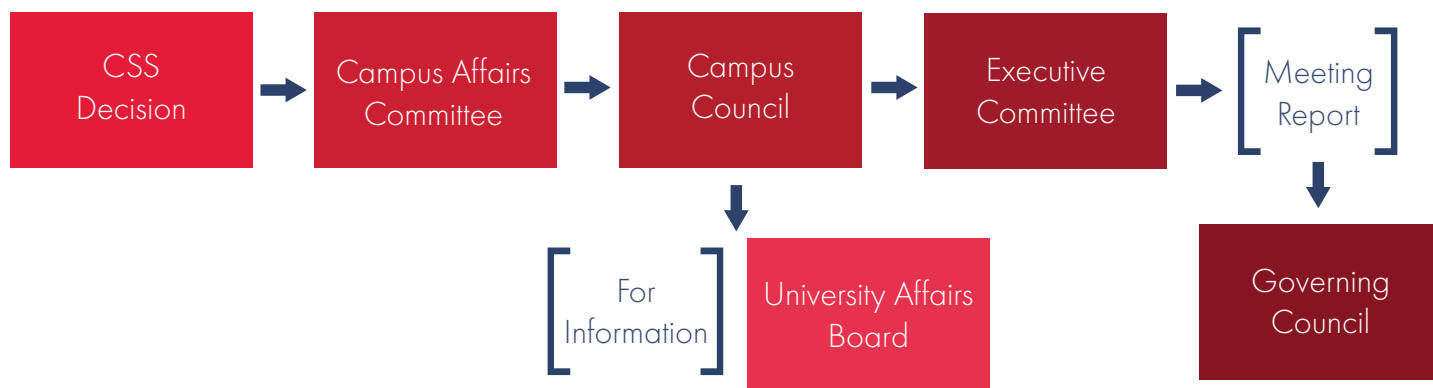 CSS
Decision
Campus Affairs
Committee
Campus
Council
Executive
Committee
Meeting
Report
For
Information
University Affairs
Board
Governing
Council